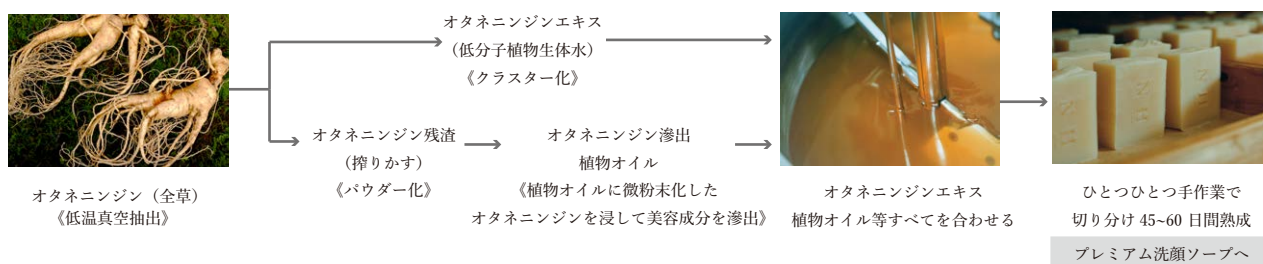 オタネニンジン（全草）
《低温真空抽出》
オタネニンジンエキス
（低分子植物生体水）
《クラスター化》
オタネニンジン残渣
（搾りかす）
《パウダー化》
オタネニンジン滲出
植物オイル
《植物オイルに微粉末化した
オタネニンジンを浸して美容成分を滲出》
オタネニンジンエキス
植物オイル等すべてを合わせる
HN
HN
ひとつひとつ手作業で
切り分け 45~60 日間熟成
プレミアム洗顔ソープへ